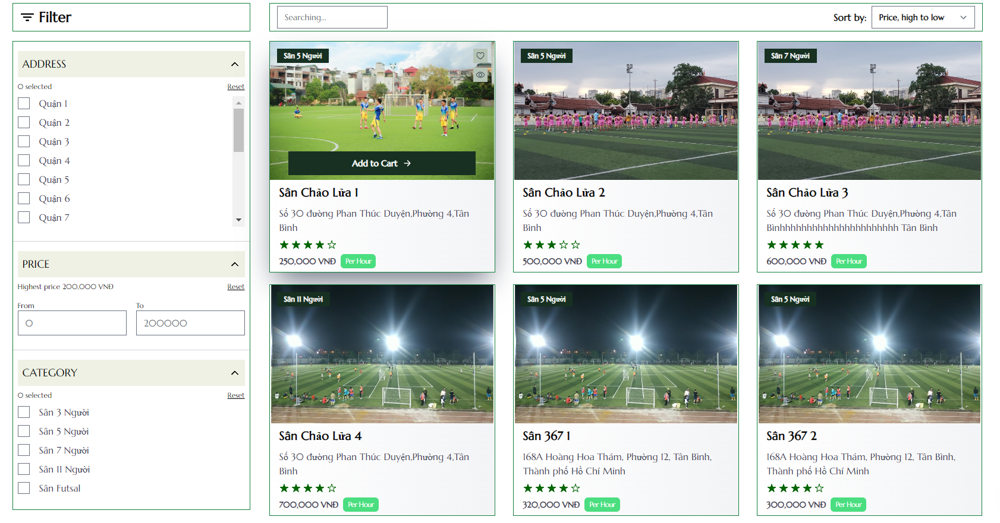 Filter
Searching...
Sort by:
Price, high to low
ADDRESS
0 selected
Reset
Quận 1
Quận 2
Quận 3
Quận 4
Quận 5
Quận 6
Quận 7
PRICE
Highest price 200,000 VNĐ
Reset
From
To
0
200000
CATEGORY
0 selected
Reset
Sân 3 Người
Sân 5 Người
Sân 7 Người
Sân 11 Người
Sân Futsal
Sân 5 Người
Add to Cart →
Sân Chảo Lửa 1
Số 30 đường Phan Thúc Duyện,Phường 4,Tân
Bình
250,000 VNĐ
Per Hour
Sân 5 Người
Sân Chảo Lửa 2
Số 30 đường Phan Thúc Duyện,Phường 4,Tân
Bình
500,000 VNĐ
Per Hour
Sân 7 Người
Sân Chảo Lửa 3
Số 30 đường Phan Thúc Duyện,Phường 4,Tân
Bìnhhhhhhhhhhhhhhhhhhhhhhh Tân Bình
600,000 VNĐ
Per Hour
Sân 11 Người
Sân Chảo Lửa 4
Số 30 đường Phan Thúc Duyện,Phường 4,Tân
Bình
700,000 VNĐ
Per Hour
Sân 5 Người
Sân 367 1
168A Hoàng Hoa Thám, Phường 12, Tân Bình,
Thành phố Hồ Chí Minh
320,000 VNĐ
Per Hour
Sân 5 Người
Sân 367 2
168A Hoàng Hoa Thám, Phường 12, Tân Bình,
Thành phố Hồ Chí Minh
300,000 VNĐ
Per Hour